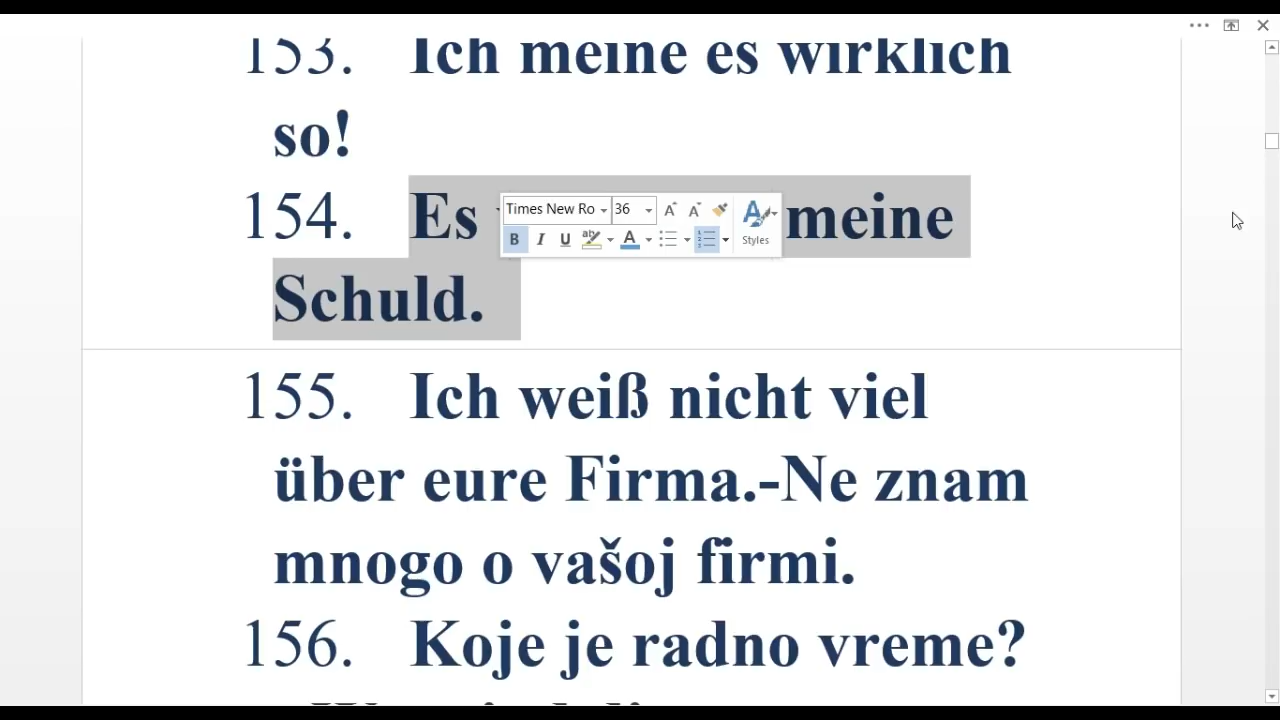 153. Ich meine es wirklich
so!
154. Es meine
Times New Ro 36
Styles
Schuld.
155. Ich weiß nicht viel
über eure Firma.-Ne znam
mnogo o vašoj firmi.
156. Koje je radno vreme?